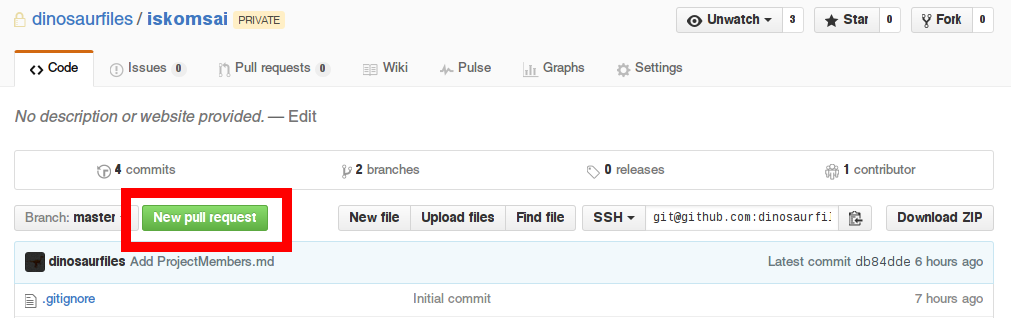 dinosaurfiles / iskomsai PRIVATE Unwatch 3 Star 0 Fork 0
Code Issues 0 Pull requests 0 Wiki Pulse Graphs Settings
No description or website provided. — Edit
4 commits 2 branches 0 releases 1 contributor
Branch: master New pull request New file Upload files Find file SSH git@github.com:dinosaurfil Download ZIP
dinosaurfiles Add ProjectMembers.md Latest commit db84dde 6 hours ago
.gitignore Initial commit 7 hours ago